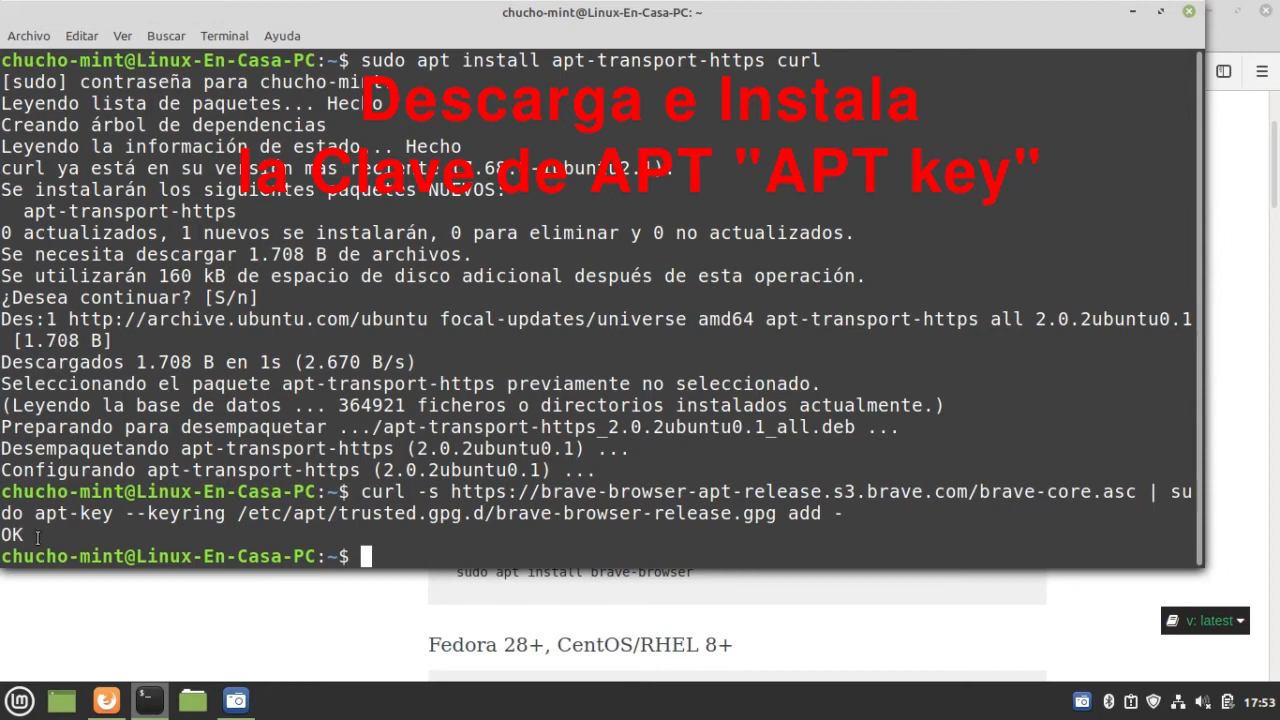 chucho-mint@Linux-En-Casa-PC: ~
Archivo Editar Ver Buscar Terminal Ayuda
chucho-mint@Linux-En-Casa-PC:~$ sudo apt install apt-transport-https curl
[sudo] contraseña para chucho-mint:
Descarga e Instala
Leyendo lista de paquetes... Hecho
Creando árbol de dependencias
Leyendo la información de estado... Hecho
la Clave de APT "APT key"
curl ya está en su versión más reciente
Se instalarán los siguientes paquetes NUEVOS:
apt-transport-https
0 actualizados, 1 nuevos se instalarán, 0 para eliminar y 0 no actualizados.
Se necesita descargar 1.708 B de archivos.
Se utilizarán 160 kB de espacio de disco adicional después de esta operación.
¿Desea continuar? [S/n]
Des:1 http://archive.ubuntu.com/ubuntu focal-updates/universe amd64 apt-transport-https all 2.0.2ubuntu0.1
[1.708 B]
Descargados 1.708 B en 1s (2.670 B/s)
Seleccionando el paquete apt-transport-https previamente no seleccionado.
(Leyendo la base de datos ... 364921 ficheros o directorios instalados actualmente.)
Preparando para desempaquetar .../apt-transport-https_2.0.2ubuntu0.1_all.deb ...
Desempaquetando apt-transport-https (2.0.2ubuntu0.1) ...
Configurando apt-transport-https (2.0.2ubuntu0.1) ...
chucho-mint@Linux-En-Casa-PC:~$ curl -s https://brave-browser-apt-release.s3.brave.com/brave-core.asc | su
do apt-key --keyring /etc/apt/trusted.gpg.d/brave-browser-release.gpg add -
OK
chucho-mint@Linux-En-Casa-PC:~$
sudo apt install brave-browser
v: latest
Fedora 28+, CentOS/RHEL 8+
17:53